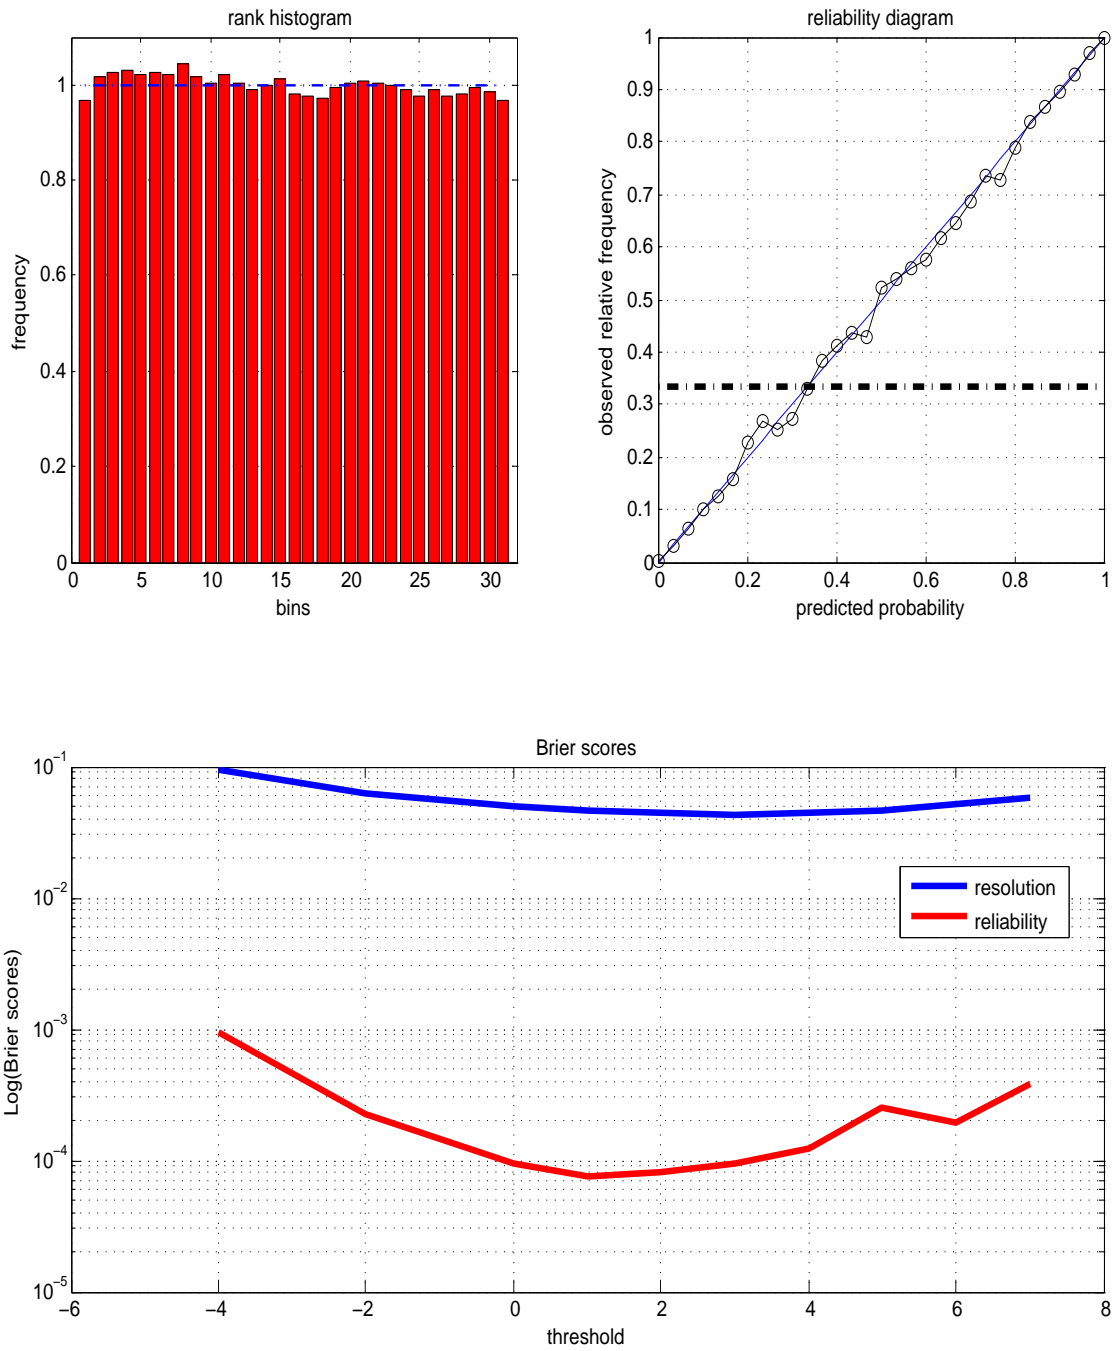 rank histogram
1
0.8
0.6
0.4
0.2
0
0 5 10 15 20 25 30
frequency
bins
reliability diagram
1
0.9
0.8
0.7
0.6
0.5
0.4
0.3
0.2
0.1
0
0 0.2 0.4 0.6 0.8 1
observed relative frequency
predicted probability
Brier scores
10−1
10−2
10−3
10−4
10−5
−6 −4 −2 0 2 4 6 8
Log(Brier scores)
threshold
resolution
reliability